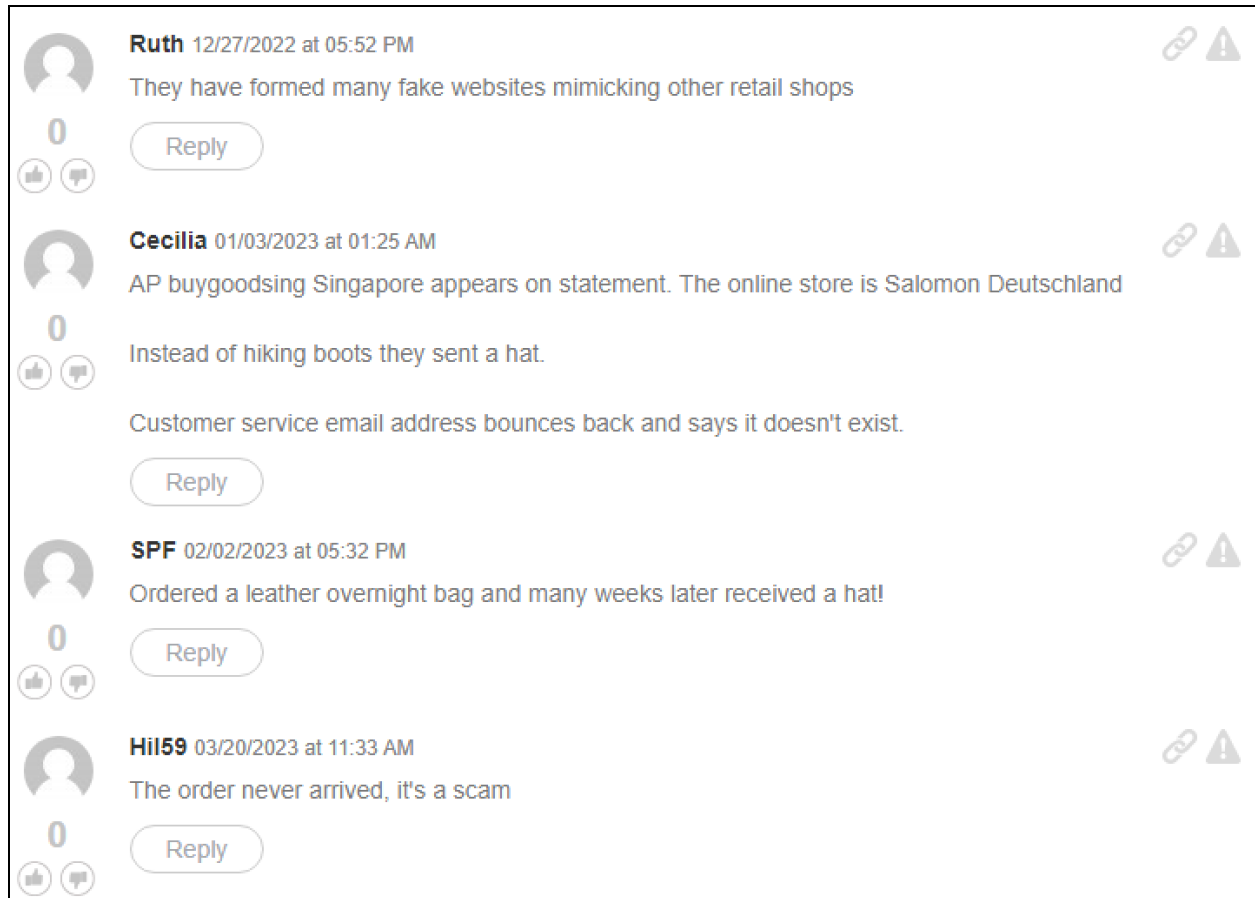 Ruth 12/27/2022 at 05:52 PM
They have formed many fake websites mimicking other retail shops
0
Reply
Cecilia 01/03/2023 at 01:25 AM
AP buygoodsing Singapore appears on statement. The online store is Salomon Deutschland
0
Instead of hiking boots they sent a hat.
Customer service email address bounces back and says it doesn't exist.
Reply
SPF 02/02/2023 at 05:32 PM
Ordered a leather overnight bag and many weeks later received a hat!
0
Reply
Hil59 03/20/2023 at 11:33 AM
The order never arrived, it's a scam
0
Reply